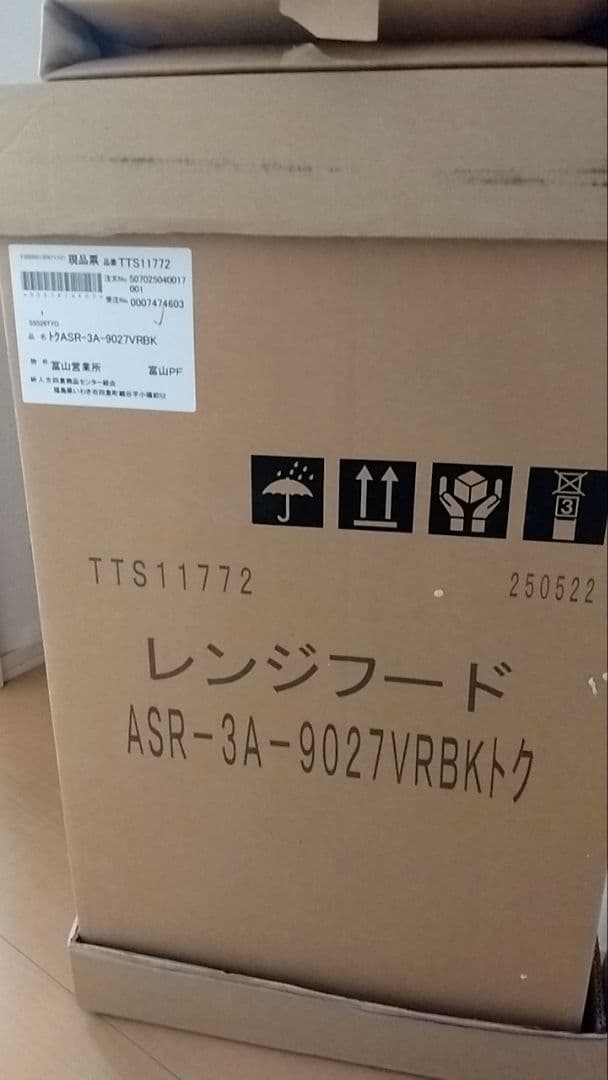 現品票 品番 TTS11772
注文No. 507025040017
001
受注No. 0007474603
1
品 名 トクASR-3A-9027VRBK
富山営業所 富山PF
3
TTS11772 250522
レンジフード
ASR-3A-9027VRBKトク